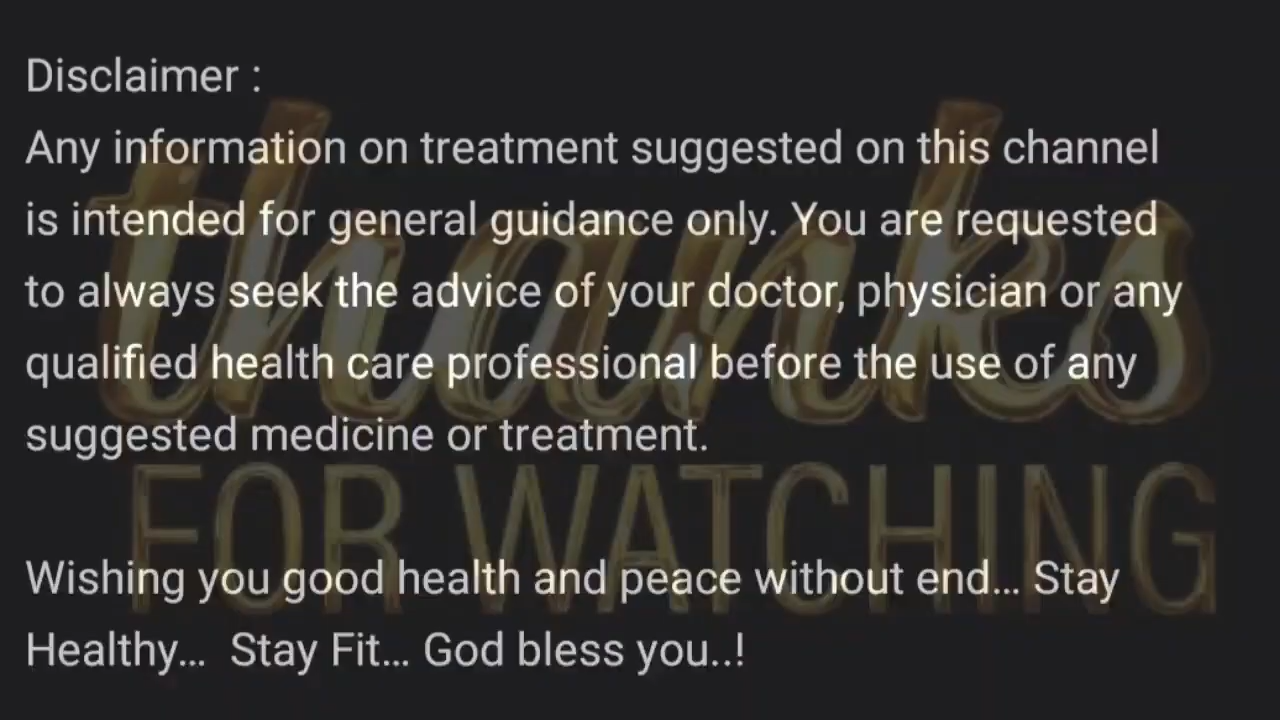 Disclaimer :
Any information on treatment suggested on this channel
is intended for general guidance only. You are requested
to always seek the advice of your doctor, physician or any
qualified health care professional before the use of any
suggested medicine or treatment.
Wishing you good health and peace without end... Stay
Healthy...  Stay Fit... God bless you..!
thanks
FOR WATCHING